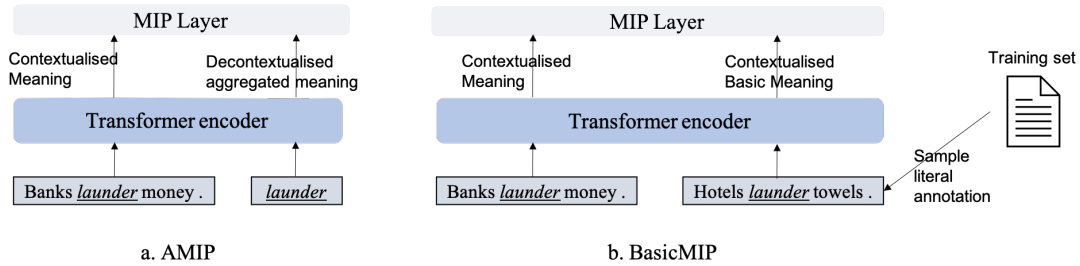 MIP Layer
Contextualised
Meaning
Decontextualised
aggregated meaning
Transformer encoder
Banks launder money .
launder
a. AMIP
MIP Layer
Contextualised
Meaning
Contextualised
Basic Meaning
Transformer encoder
Banks launder money .
Hotels launder towels .
Training set
Sample
literal
annotation
b. BasicMIP